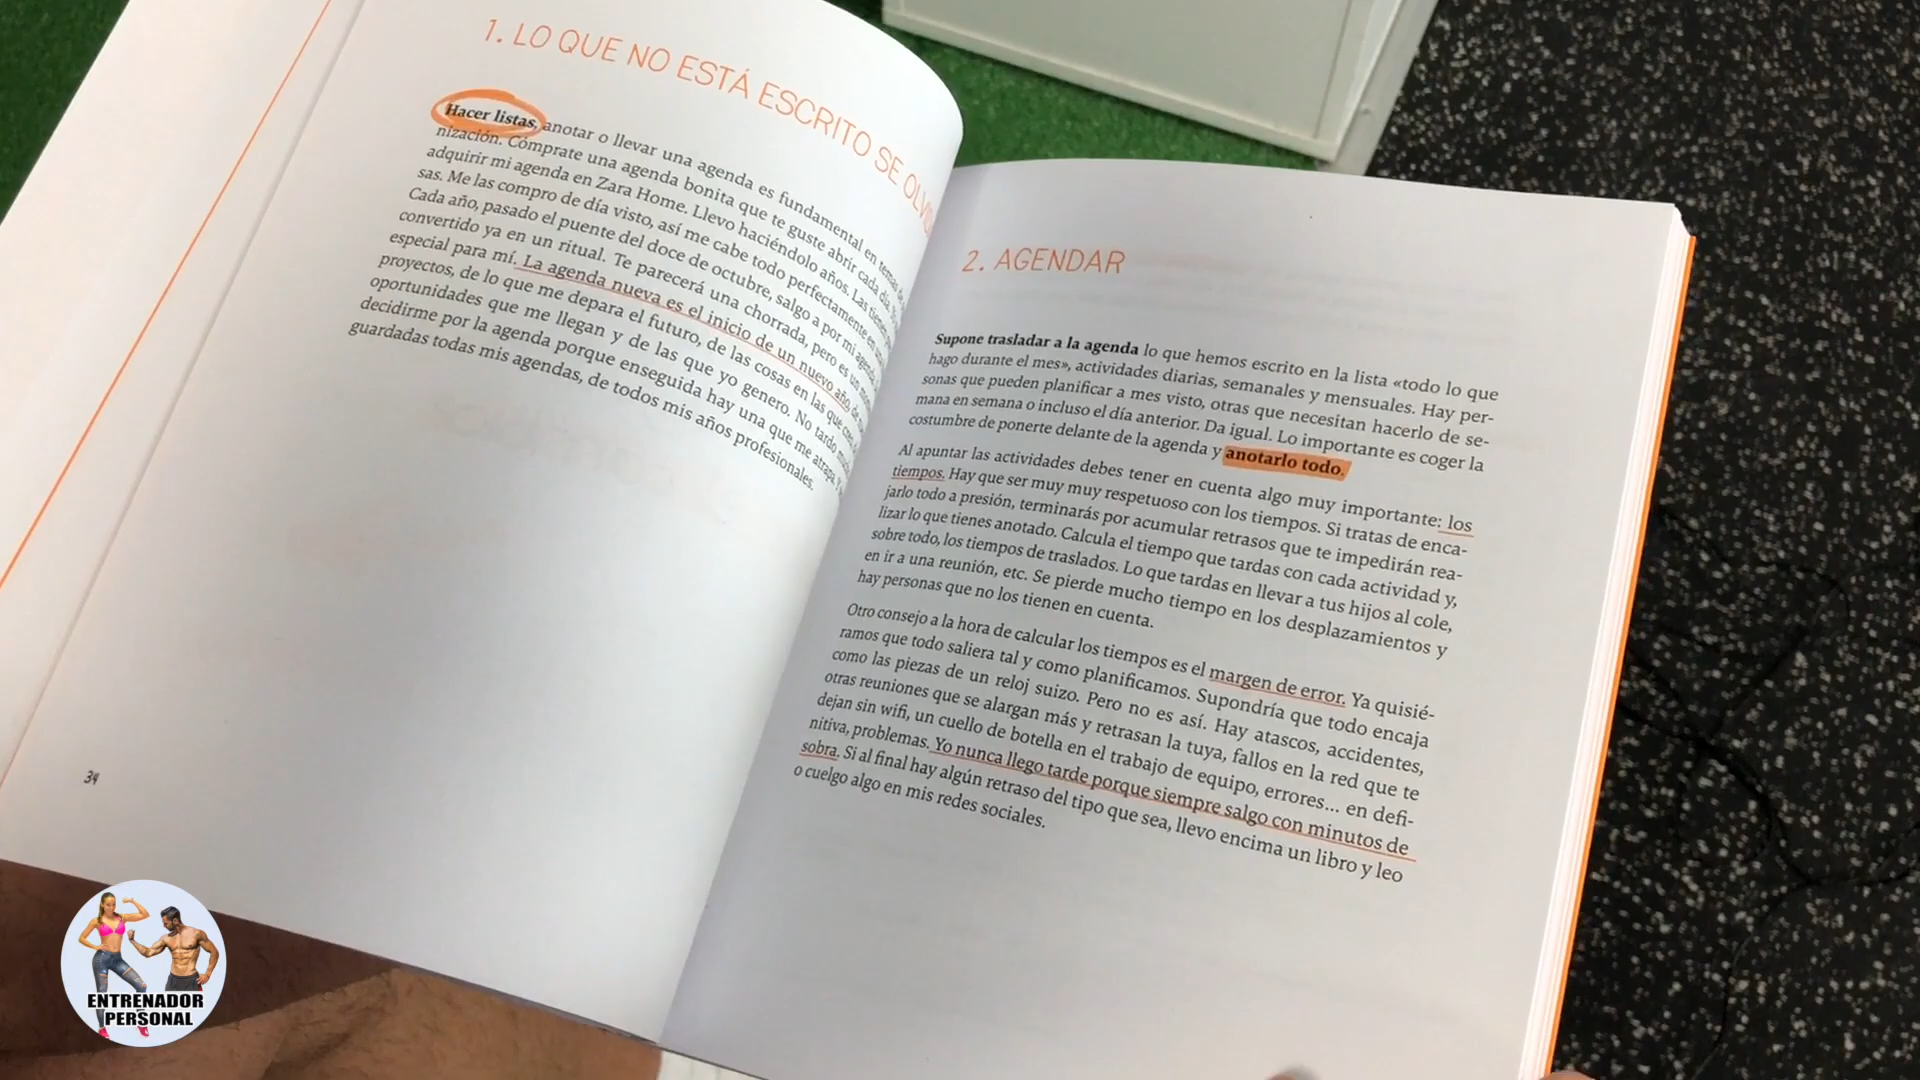 1. LO QUE NO ESTÁ ESCRITO SE
Hacer listas, anotar o llevar una agenda es fundamental en
nización. Cómprate una agenda bonita que te guste abrir cada día.
adquirir mi agenda en Zara Home. Llevo haciéndolo años. Las
sas. Me las compro de día visto, así me cabe todo perfectamente en
Cada año, pasado el puente del doce de octubre, salgo a por mi
convertido ya en un ritual. Te parecerá una chorrada, pero es un
especial para mí. La agenda nueva es el inicio de un nuevo año,
proyectos, de lo que me depara el futuro, de las cosas en las que
oportunidades que me llegan y de las que yo genero. No tardo
decidirme por la agenda porque enseguida hay una que me atrapa.
guardadas todas mis agendas, de todos mis años profesionales.
34
2. AGENDAR
Supone trasladar a la agenda lo que hemos escrito en la lista «todo lo que
hago durante el mes», actividades diarias, semanales y mensuales. Hay per-
sonas que pueden planificar a mes visto, otras que necesitan hacerlo de se-
mana en semana o incluso el día anterior. Da igual. Lo importante es coger la
costumbre de ponerte delante de la agenda y anotarlo todo.
Al apuntar las actividades debes tener en cuenta algo muy importante: los
tiempos. Hay que ser muy muy respetuoso con los tiempos. Si tratas de enca-
jarlo todo a presión, terminarás por acumular retrasos que te impedirán rea-
lizar lo que tienes anotado. Calcula el tiempo que tardas con cada actividad y,
sobre todo, los tiempos de traslados. Lo que tardas en llevar a tus hijos al cole,
en ir a una reunión, etc. Se pierde mucho tiempo en los desplazamientos y
hay personas que no los tienen en cuenta.
Otro consejo a la hora de calcular los tiempos es el margen de error. Ya quisié-
ramos que todo saliera tal y como planificamos. Supondría que todo encaja
como las piezas de un reloj suizo. Pero no es así. Hay atascos, accidentes,
otras reuniones que se alargan más y retrasan la tuya, fallos en la red que te
dejan sin wifi, un cuello de botella en el trabajo de equipo, errores... en defi-
nitiva, problemas. Yo nunca llego tarde porque siempre salgo con minutos de
sobra. Si al final hay algún retraso del tipo que sea, llevo encima un libro y leo
o cuelgo algo en mis redes sociales.
ENTRENADOR
PERSONAL